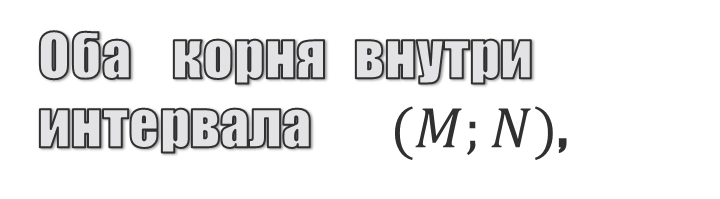 Оба корня внутри
интервала (M; N),